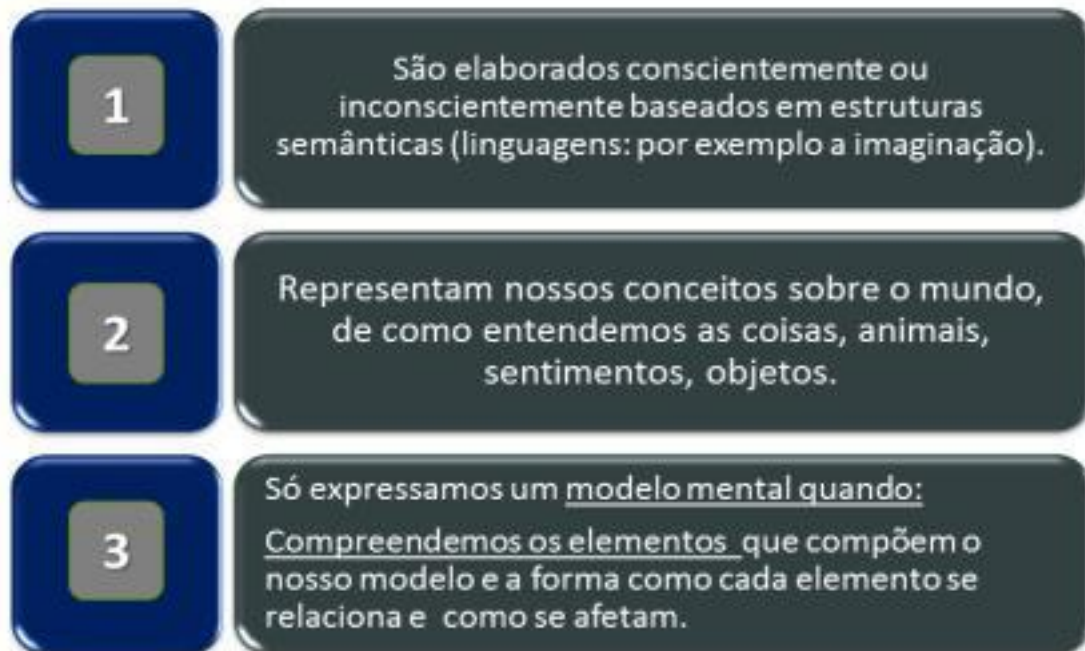 1
São elaborados conscientemente ou
inconscientemente baseados em estruturas
semânticas (linguagens: por exemplo a imaginação).
2
Representam nossos conceitos sobre o mundo,
de como entendemos as coisas, animais,
sentimentos, objetos.
3
Só expressamos um modelo mental quando:
Compreendemos os elementos que compõem o
nosso modelo e a forma como cada elemento se
relaciona e como se afetam.